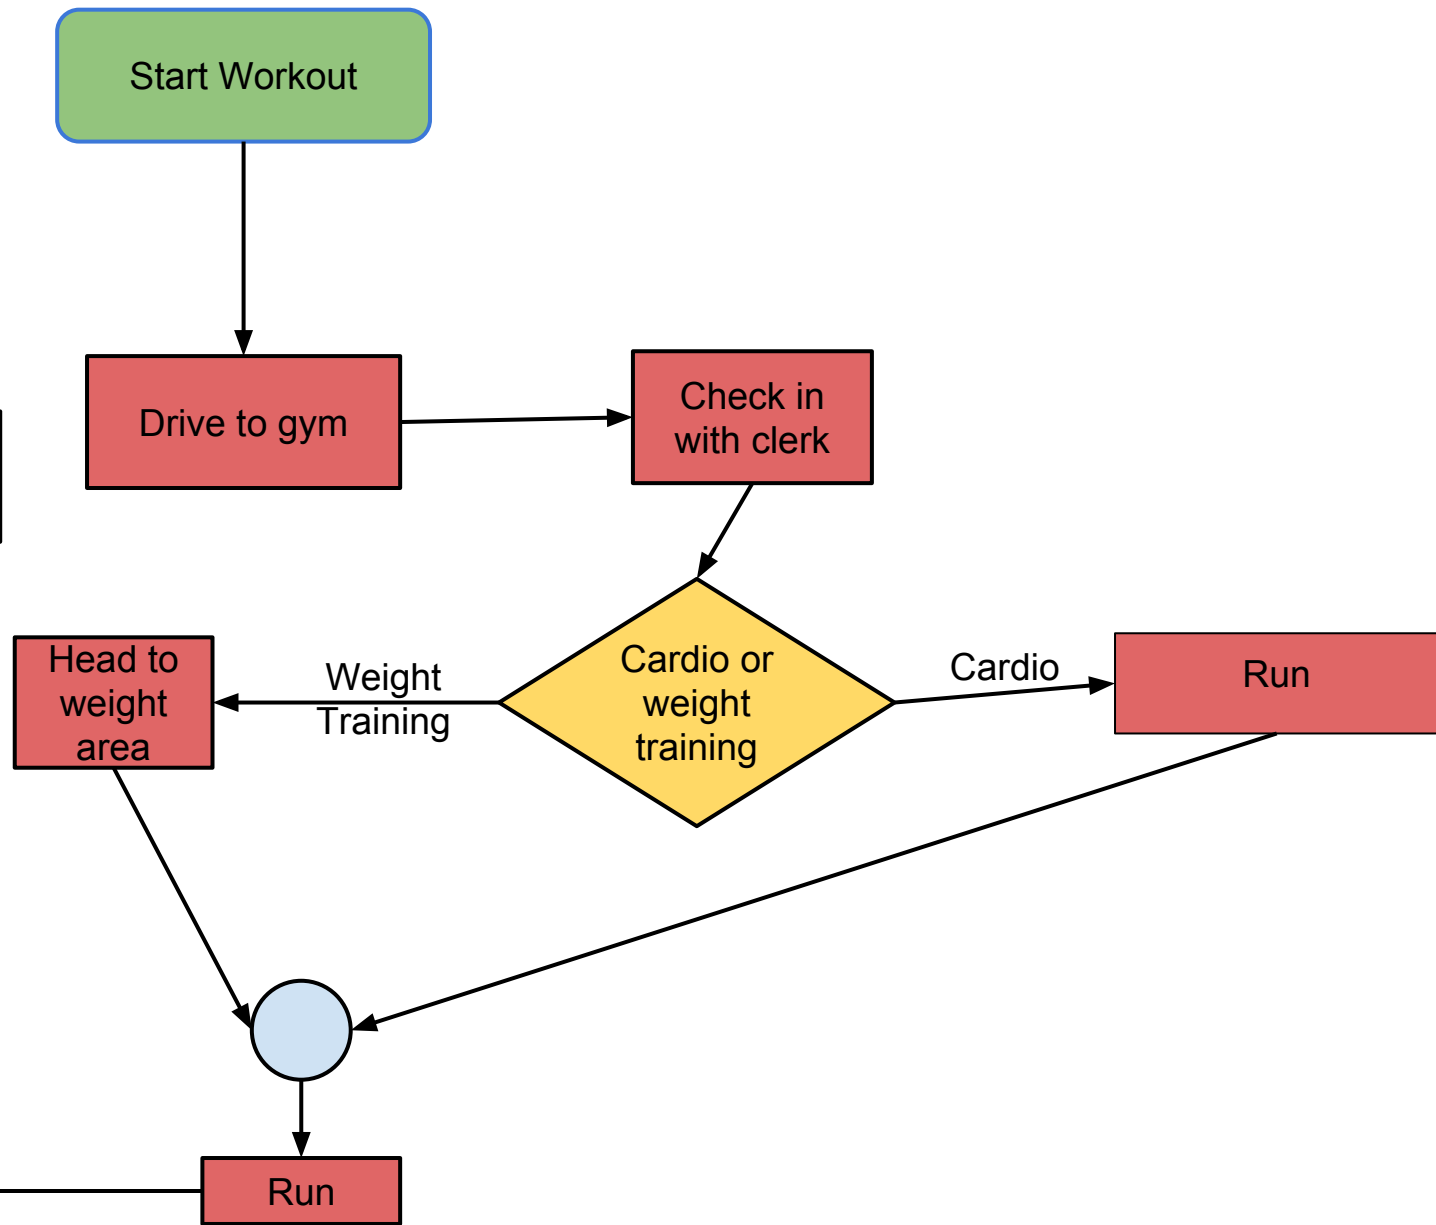 Start Workout
Drive to gym
Check in
with clerk
Head to
weight
area
Weight
Training
Cardio or
weight
training
Cardio
Run
Run